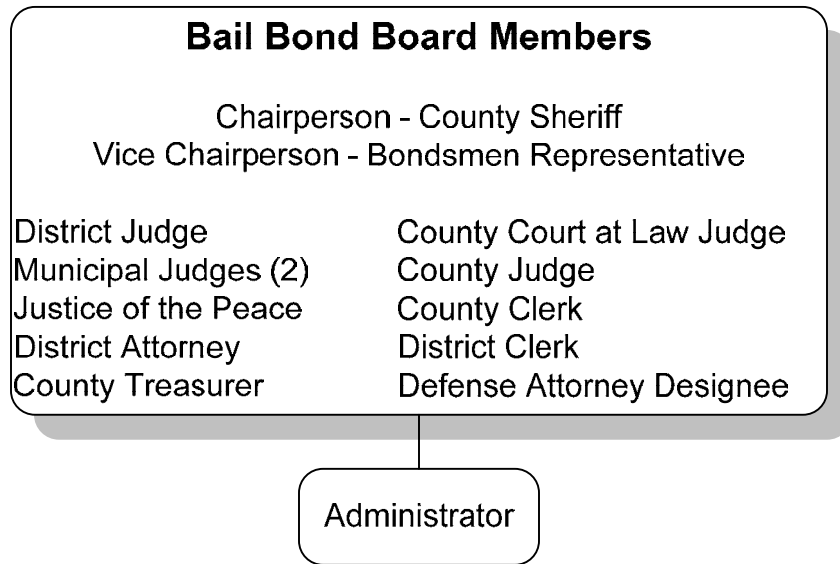 Bail Bond Board Members
Chairperson - County Sheriff
Vice Chairperson - Bondsmen Representative
District Judge
Municipal Judges (2)
Justice of the Peace
District Attorney
County Treasurer
County Court at Law Judge
County Judge
County Clerk
District Clerk
Defense Attorney Designee
Administrator